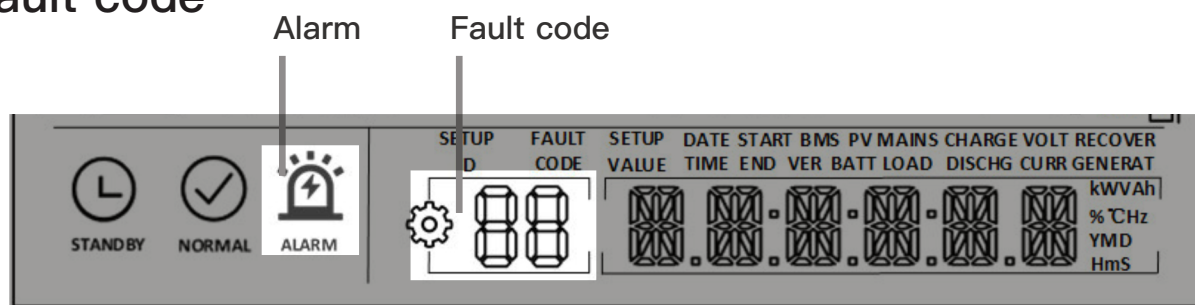 ault code
Alarm Fault code
SETUP FAULT SETUP DATE START BMS PV MAINS CHARGE VOLT RECOVER
D CODE VALUE TIME END VER BATT LOAD DISCHG CURR GENERAT
88
kWVAh
%℃Hz
YMD
HmS
STANDBY NORMAL ALARM